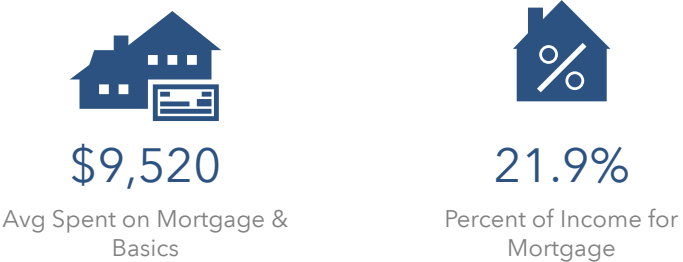 $9,520
Avg Spent on Mortgage &
Basics
21.9%
Percent of Income for
Mortgage